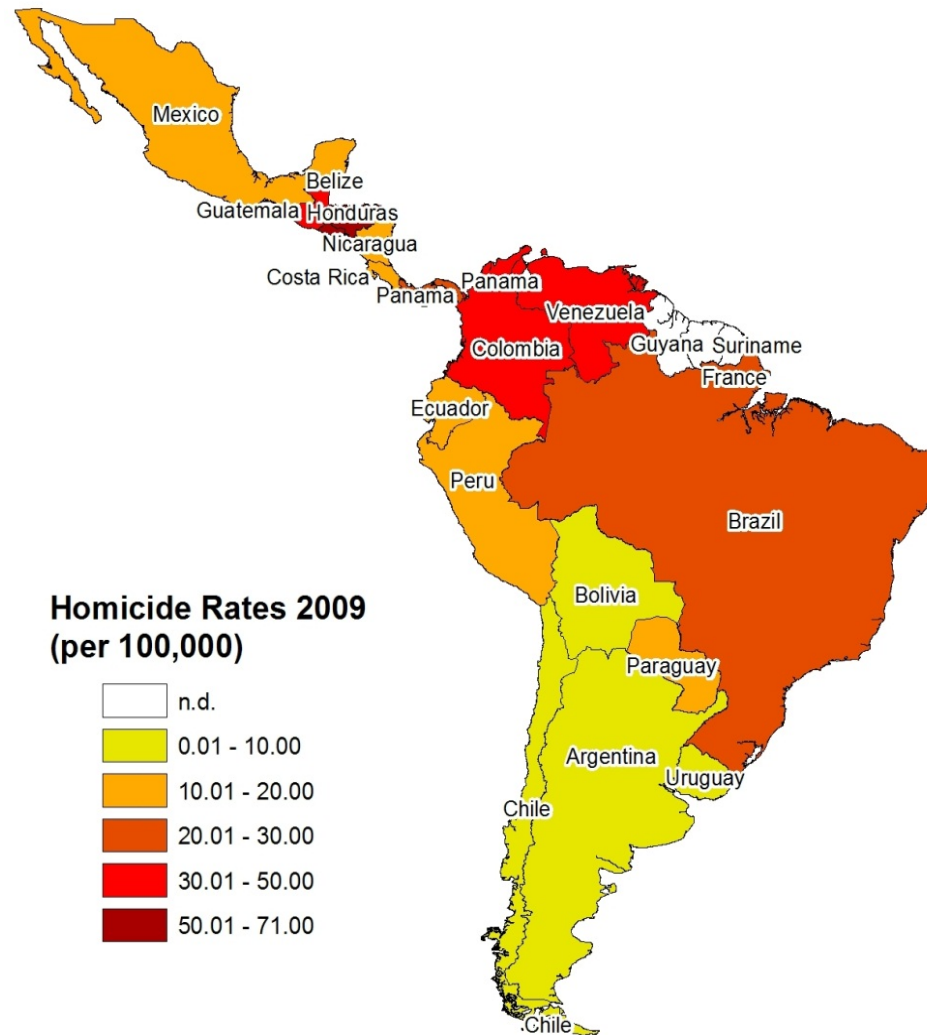 Mexico
Belize
Guatemala
Honduras
Nicaragua
Costa Rica
Panama
Panama
Venezuela
Colombia
Guyana
Suriname
France
Ecuador
Peru
Brazil
Bolivia
Paraguay
Argentina
Uruguay
Chile
Chile
Homicide Rates 2009
(per 100,000)
n.d.
0.01 - 10.00
10.01 - 20.00
20.01 - 30.00
30.01 - 50.00
50.01 - 71.00